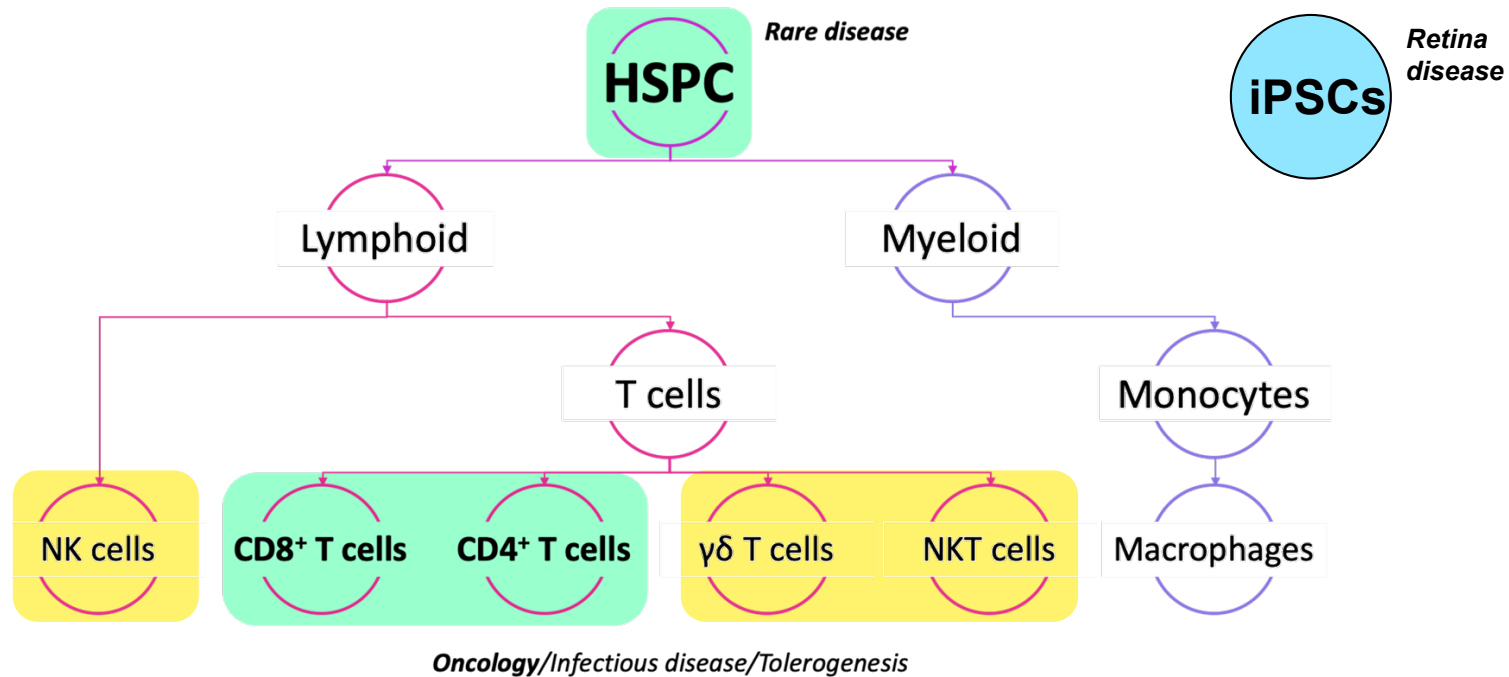 HSPC
Rare disease
iPSCs
Retina
disease
Lymphoid
Myeloid
T cells
Monocytes
NK cells
CD8⁺ T cells
CD4⁺ T cells
γδ T cells
NKT cells
Macrophages
Oncology/Infectious disease/Tolerogenesis